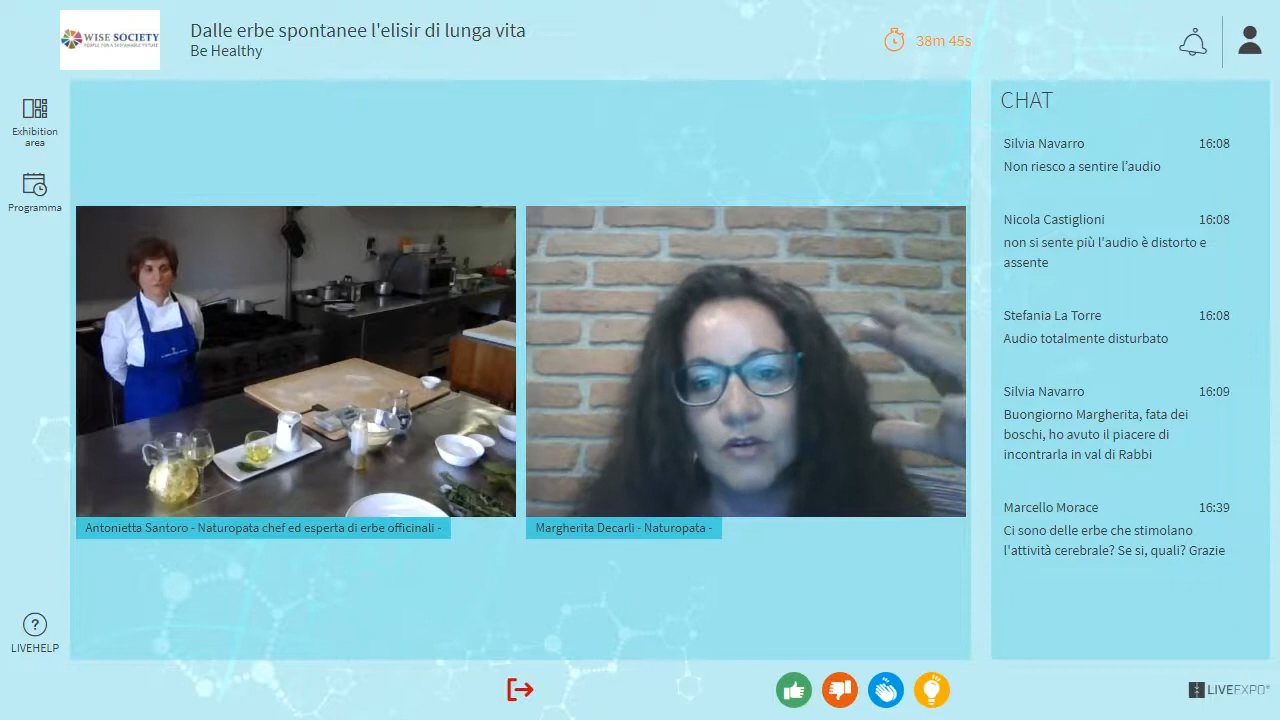 WISE SOCIETY
PEOPLE FOR A SUSTAINABLE FUTURE
Dalle erbe spontanee l'elisir di lunga vita
Be Healthy
38m 45s
Exhibition
area
Programma
LIVEHELP
Antonietta Santoro - Naturopata chef ed esperta di erbe officinali -
Margherita Decarli - Naturopata -
CHAT
Silvia Navarro 16:08
Non riesco a sentire l’audio
Nicola Castiglioni 16:08
non si sente più l'audio è distorto e
assente
Stefania La Torre 16:08
Audio totalmente disturbato
Silvia Navarro 16:09
Buongiorno Margherita, fata dei
boschi, ho avuto il piacere di
incontrarla in val di Rabbi
Marcello Morace 16:39
Ci sono delle erbe che stimolano
l'attività cerebrale? Se si, quali? Grazie
LIVEEXPO